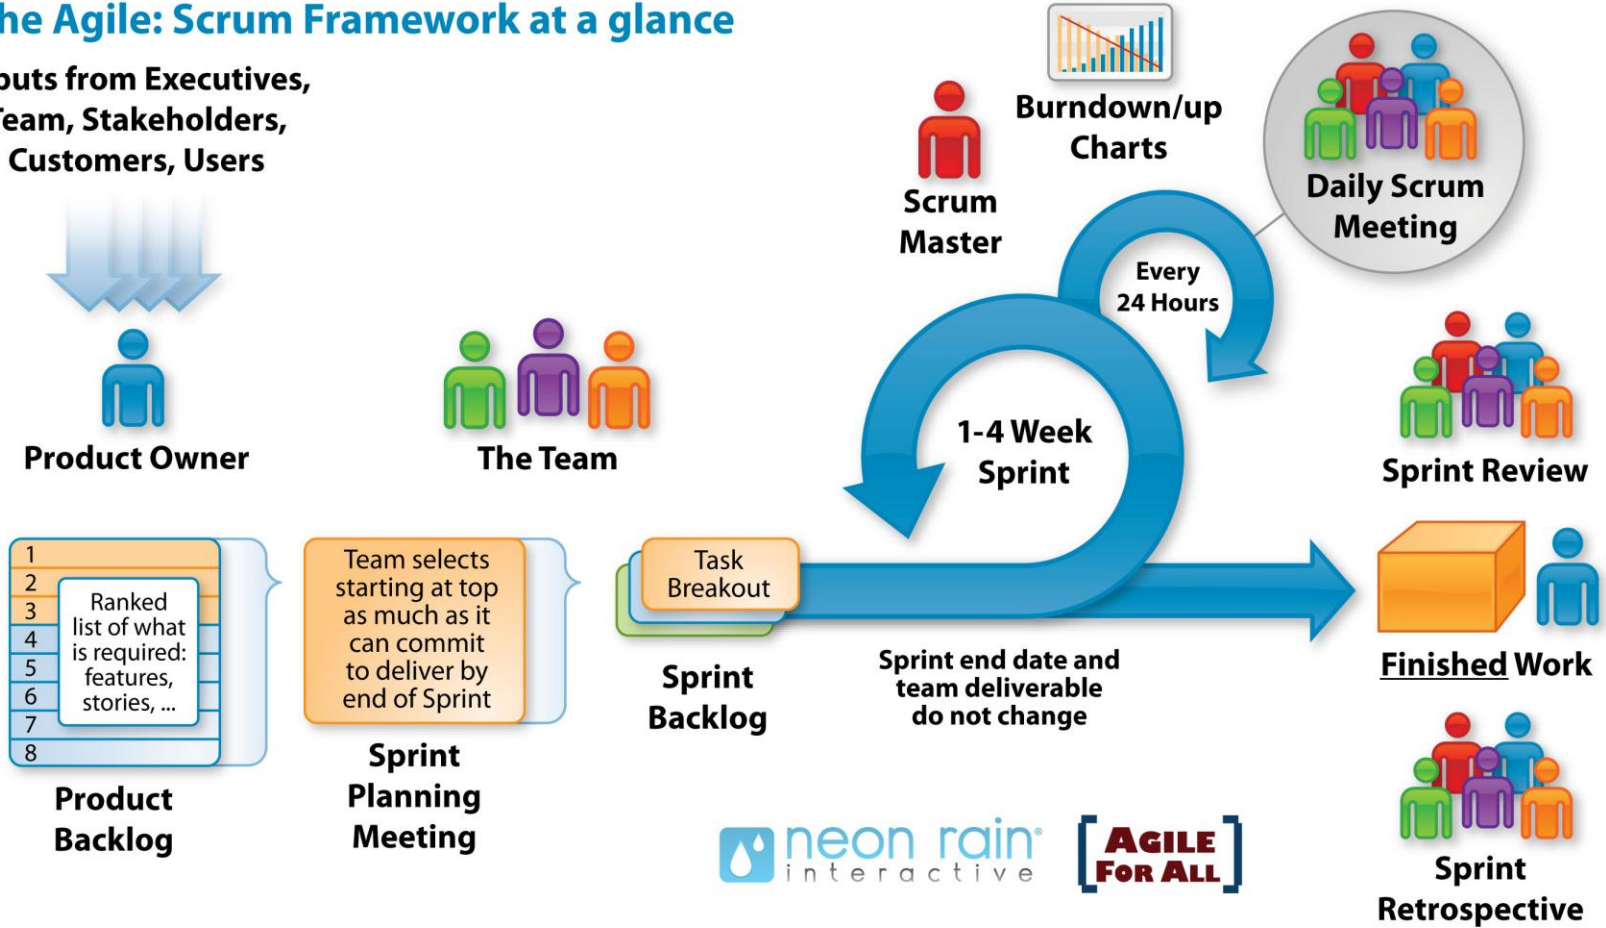 he Agile: Scrum Framework at a glance
puts from Executives,
Team, Stakeholders,
Customers, Users
Product Owner
The Team
Scrum
Master
Burndown/up
Charts
Daily Scrum
Meeting
Every
24 Hours
1-4 Week
Sprint
Sprint Review
1
2
3
4
5
6
7
8
Ranked
list of what
is required:
features,
stories, ...
Product
Backlog
Team selects
starting at top
as much as it
can commit
to deliver by
end of Sprint
Sprint
Planning
Meeting
Task
Breakout
Sprint
Backlog
Sprint end date and
team deliverable
do not change
Finished Work
Sprint
Retrospective
neon rain
interactive
AGILE
FOR ALL